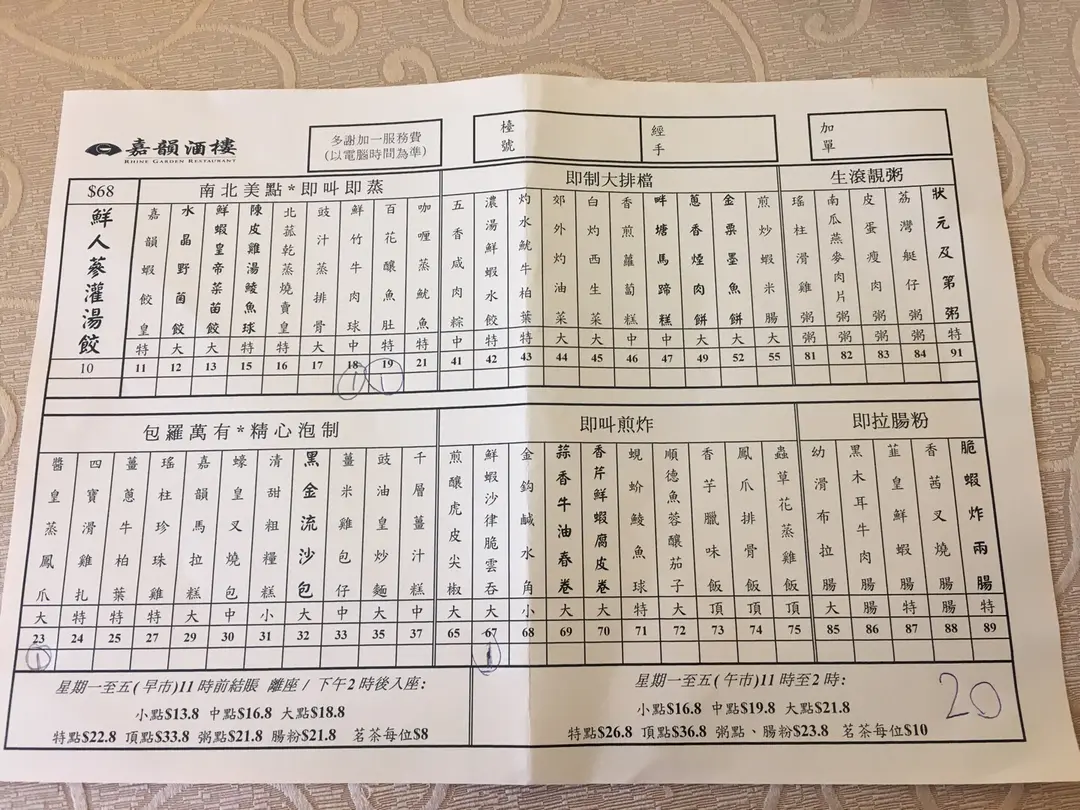 嘉韻酒樓
RHINE GARDEN RESTAURANT
多謝加一服務費
(以電腦時間為準)
檯號
經手
加單
$68
南北美點*即叫即蒸
即制大排檔
生滾靚粥
鮮人蔘灌湯餃 10
嘉韻蝦餃皇 特 11
水晶野菌餃 大 12
鮮蝦皇帝菜苗餃 大 13
陳皮雞湯鯪魚球 特 15
北菰乾蒸燒賣皇 特 16
豉汁蒸排骨 大 17
鮮竹牛肉球 中 18 1
百花釀魚肚 特 19 1
咖喱蒸魷魚 特 21
五香咸肉粽 中 41
濃湯鮮蝦水餃 特 42
灼水魷牛柏葉 特 43
郊外灼油菜 大 44
白灼西生菜 大 45
香煎蘿蔔糕 中 46
畔塘馬蹄糕 中 47
蔥香煙肉餅 大 49
金粟墨魚餅 大 52
煎炒蝦米腸 大 55
瑤柱滑雞粥 粥 81
南瓜燕麥肉片粥 粥 82
皮蛋瘦肉粥 粥 83
荔灣艇仔粥 粥 84
狀元及第粥 特 91
包羅萬有*精心泡制
即叫煎炸
即拉腸粉
醬皇蒸鳳爪 大 23 1
四寶滑雞扎 特 24
薑蔥牛柏葉 特 25
瑤柱珍珠雞 特 27
嘉韻馬拉糕 大 29
蠔皇叉燒包 中 30
清甜粗糧糕 小 31
黑金流沙包 大 32
薑米雞包仔 中 33
豉油皇炒麵 大 35
千層薑汁糕 中 37
煎釀虎皮尖椒 大 65
鮮蝦沙律脆雲吞 大 67 1
金鈎鹹水角 小 68
蒜香牛油春卷 大 69
香芹鮮蝦腐皮卷 大 70
蜆蚧鯪魚球 特 71
順德魚蓉釀茄子 大 72
香芋臘味飯 頂 73
鳳爪排骨飯 頂 74
蟲草花蒸雞飯 頂 75
幼滑布拉腸 大 85
黑木耳牛肉腸 腸 86
韮皇鮮蝦腸 特 87
香茜叉燒腸 腸 88
脆蝦炸兩腸 特 89
星期一至五(早市)11時前結賬 離座/下午2時後入座:
小點$13.8 中點$16.8 大點$18.8
特點$22.8 頂點$33.8 粥點$21.8 腸粉$21.8 茗茶每位$8
星期一至五(午市)11時至2時:
小點$16.8 中點$19.8 大點$21.8
特點$26.8 頂點$36.8 粥點、腸粉$23.8 茗茶每位$10
20